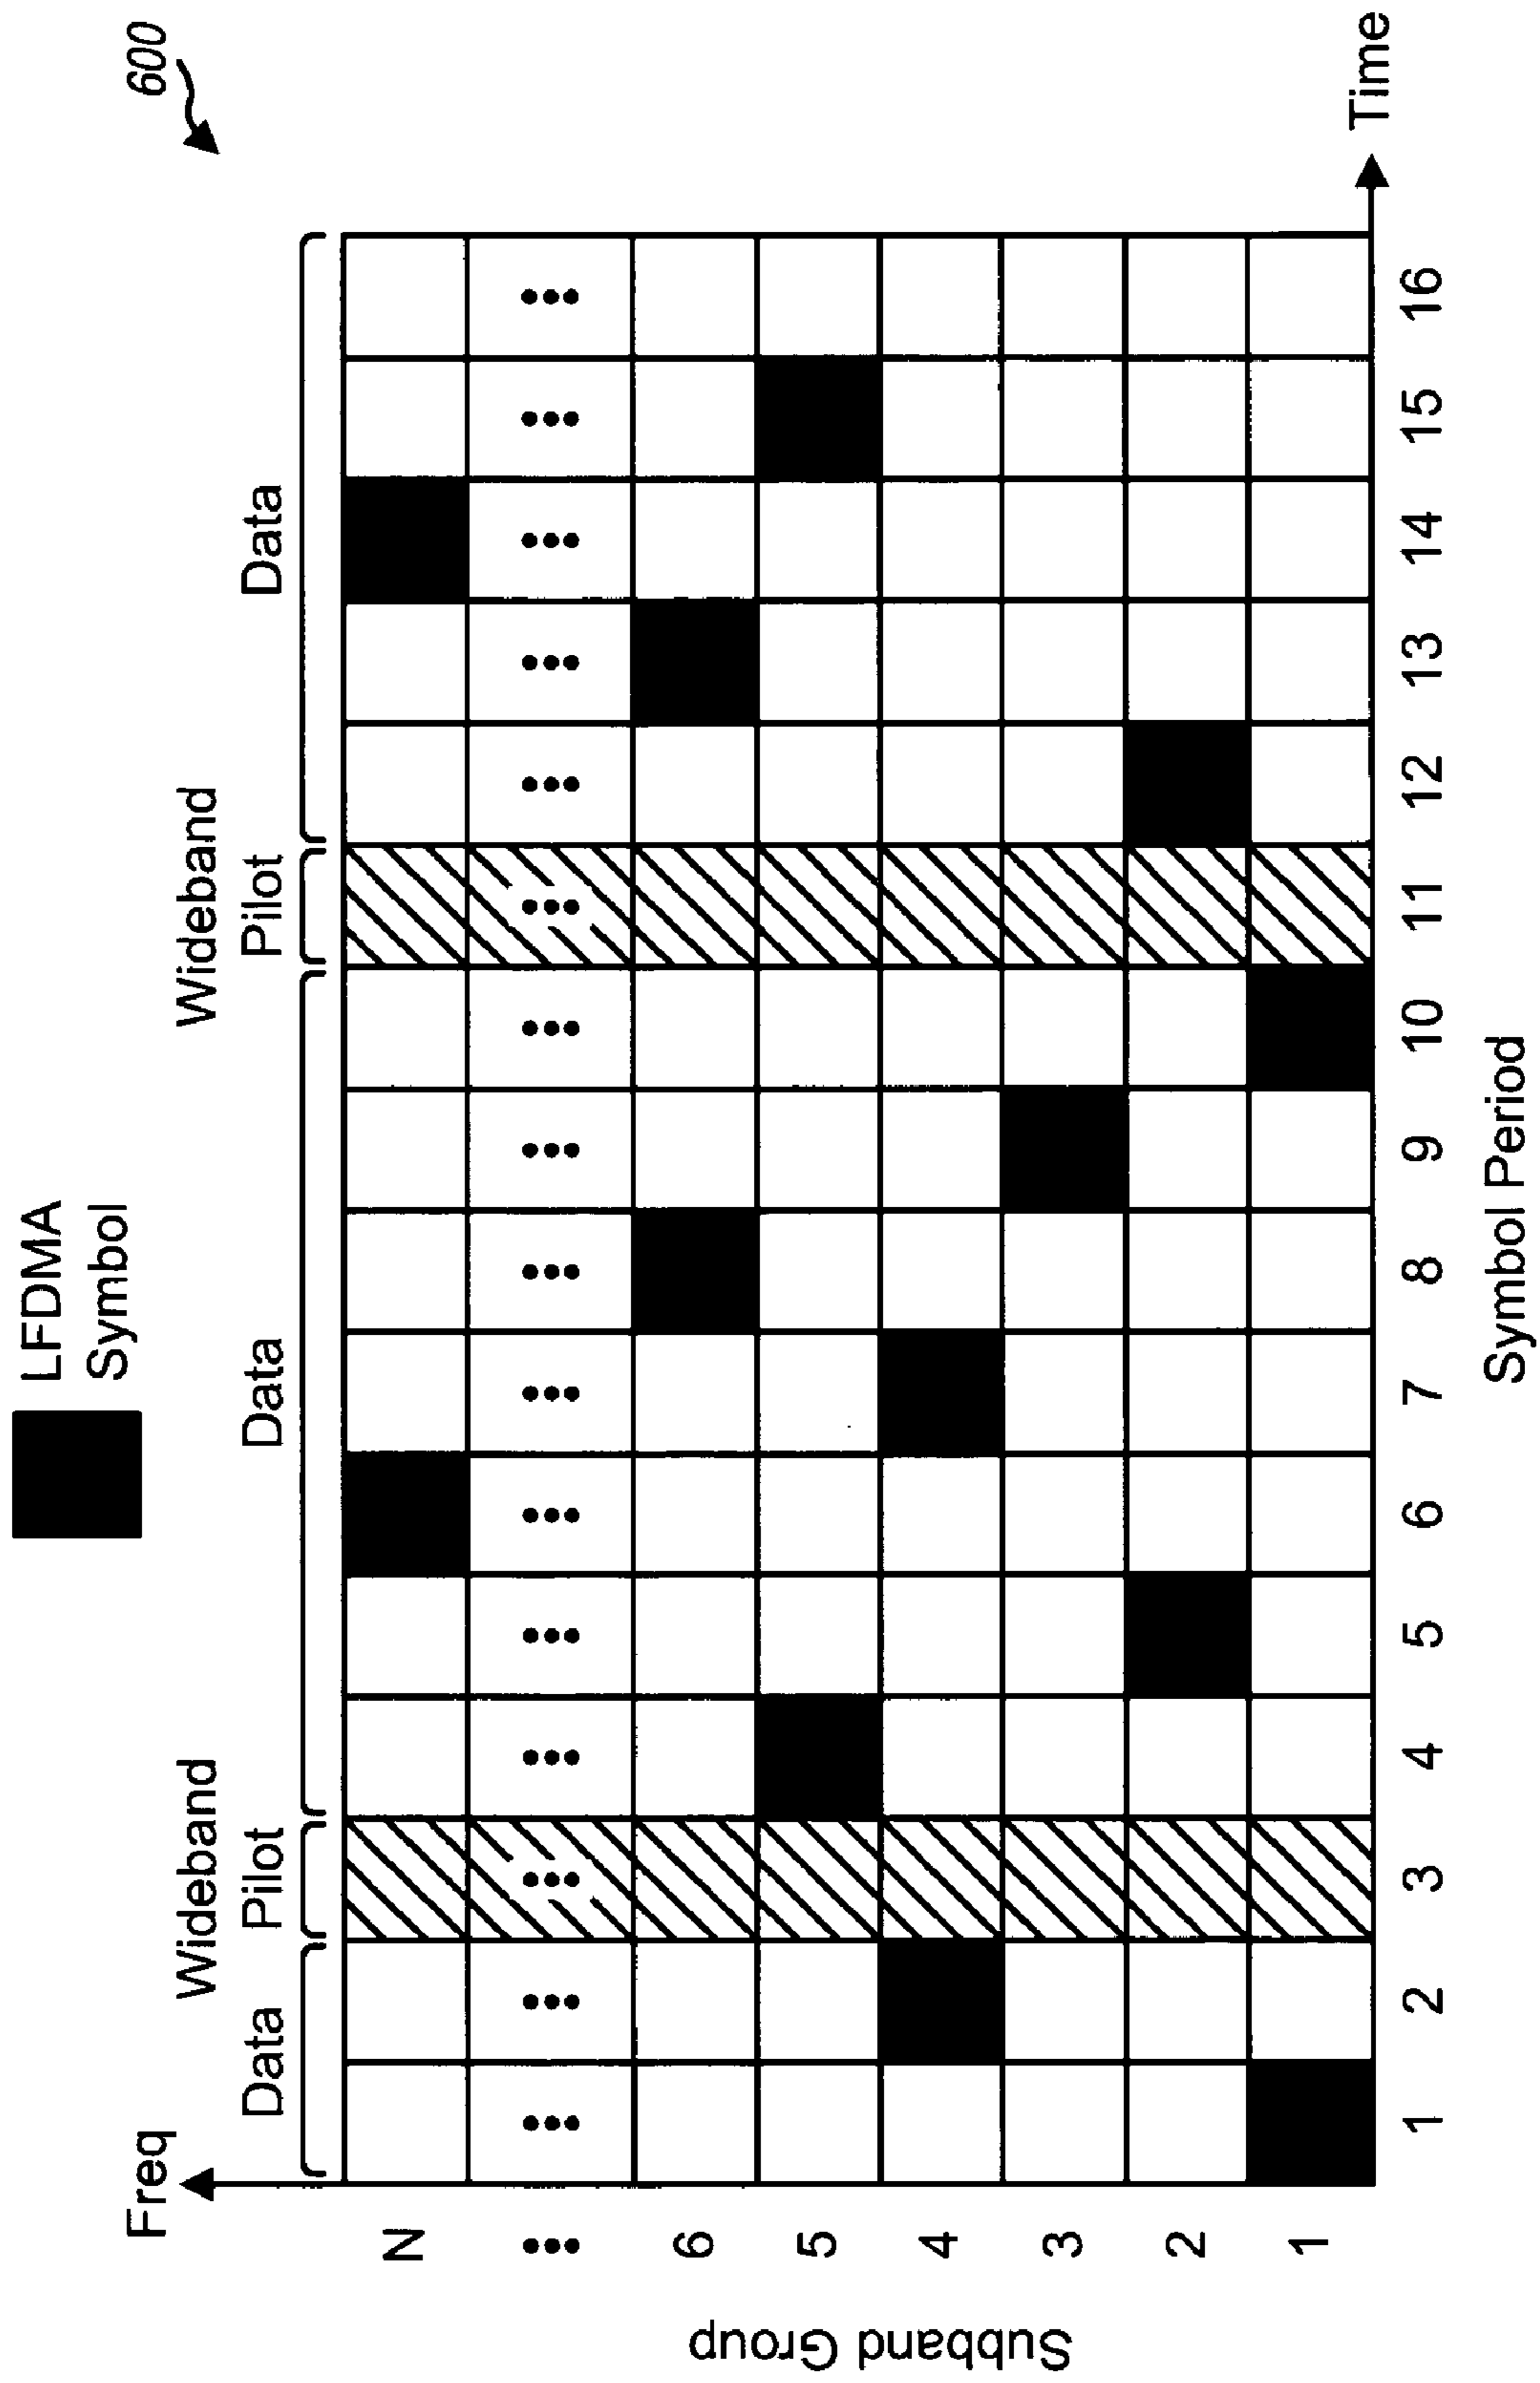 600
LFDMA
Symbol
Freq
Data
Wideband
Pilot
Data
Wideband
Pilot
Data
N
•••
6
5
4
3
2
1
Subband Group
1 2 3 4 5 6 7 8 9 10 11 12 13 14 15 16
Time
Symbol Period